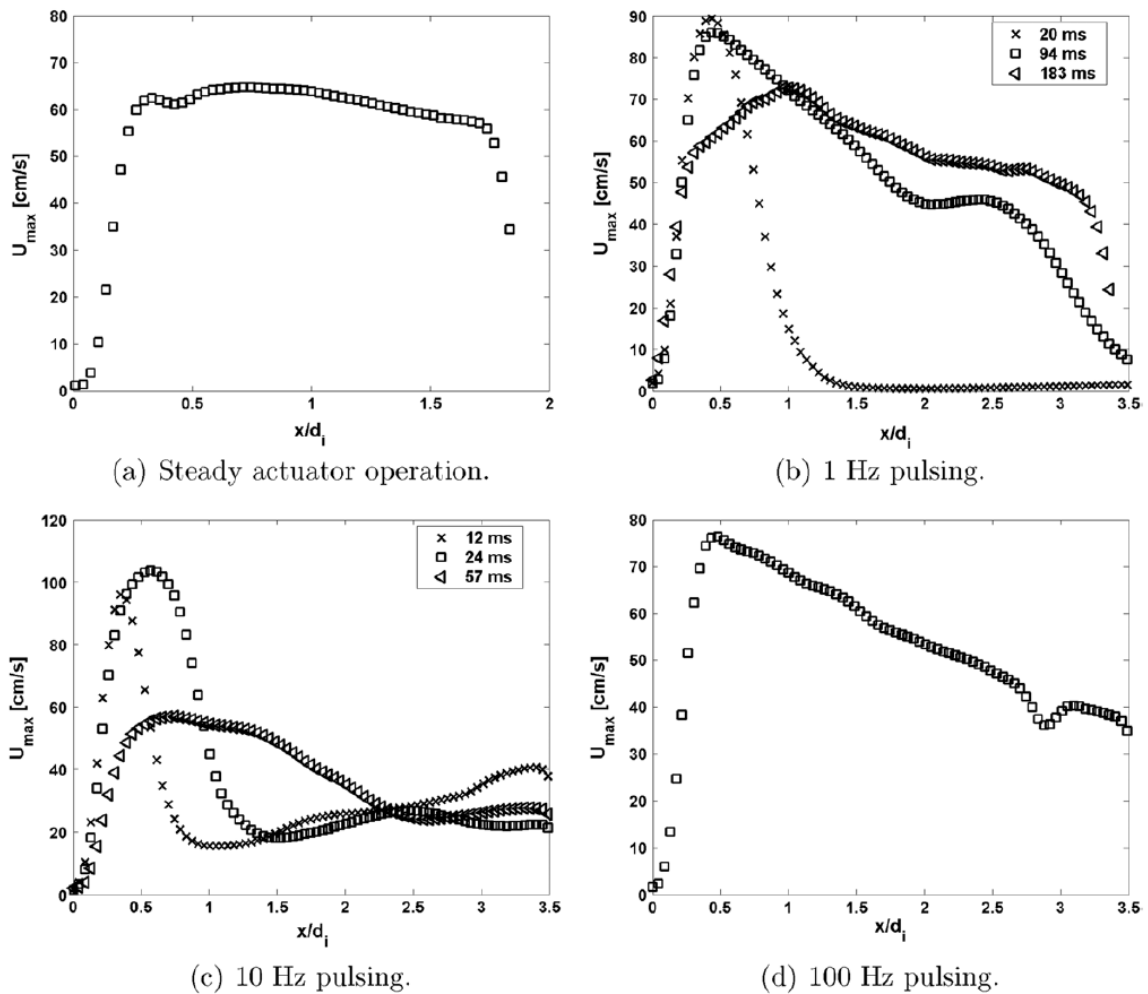 80
70
60
50
40
30
20
10
0
U_max [cm/s]
0 0.5 1 1.5 2
x/d_i
(a) Steady actuator operation.
90
80
70
60
50
40
30
20
10
0
U_max [cm/s]
20 ms
94 ms
183 ms
0 0.5 1 1.5 2 2.5 3 3.5
x/d_i
(b) 1 Hz pulsing.
120
100
80
60
40
20
0
U_max [cm/s]
12 ms
24 ms
57 ms
0 0.5 1 1.5 2 2.5 3 3.5
x/d_i
(c) 10 Hz pulsing.
80
70
60
50
40
30
20
10
0
U_max [cm/s]
0 0.5 1 1.5 2 2.5 3 3.5
x/d_i
(d) 100 Hz pulsing.